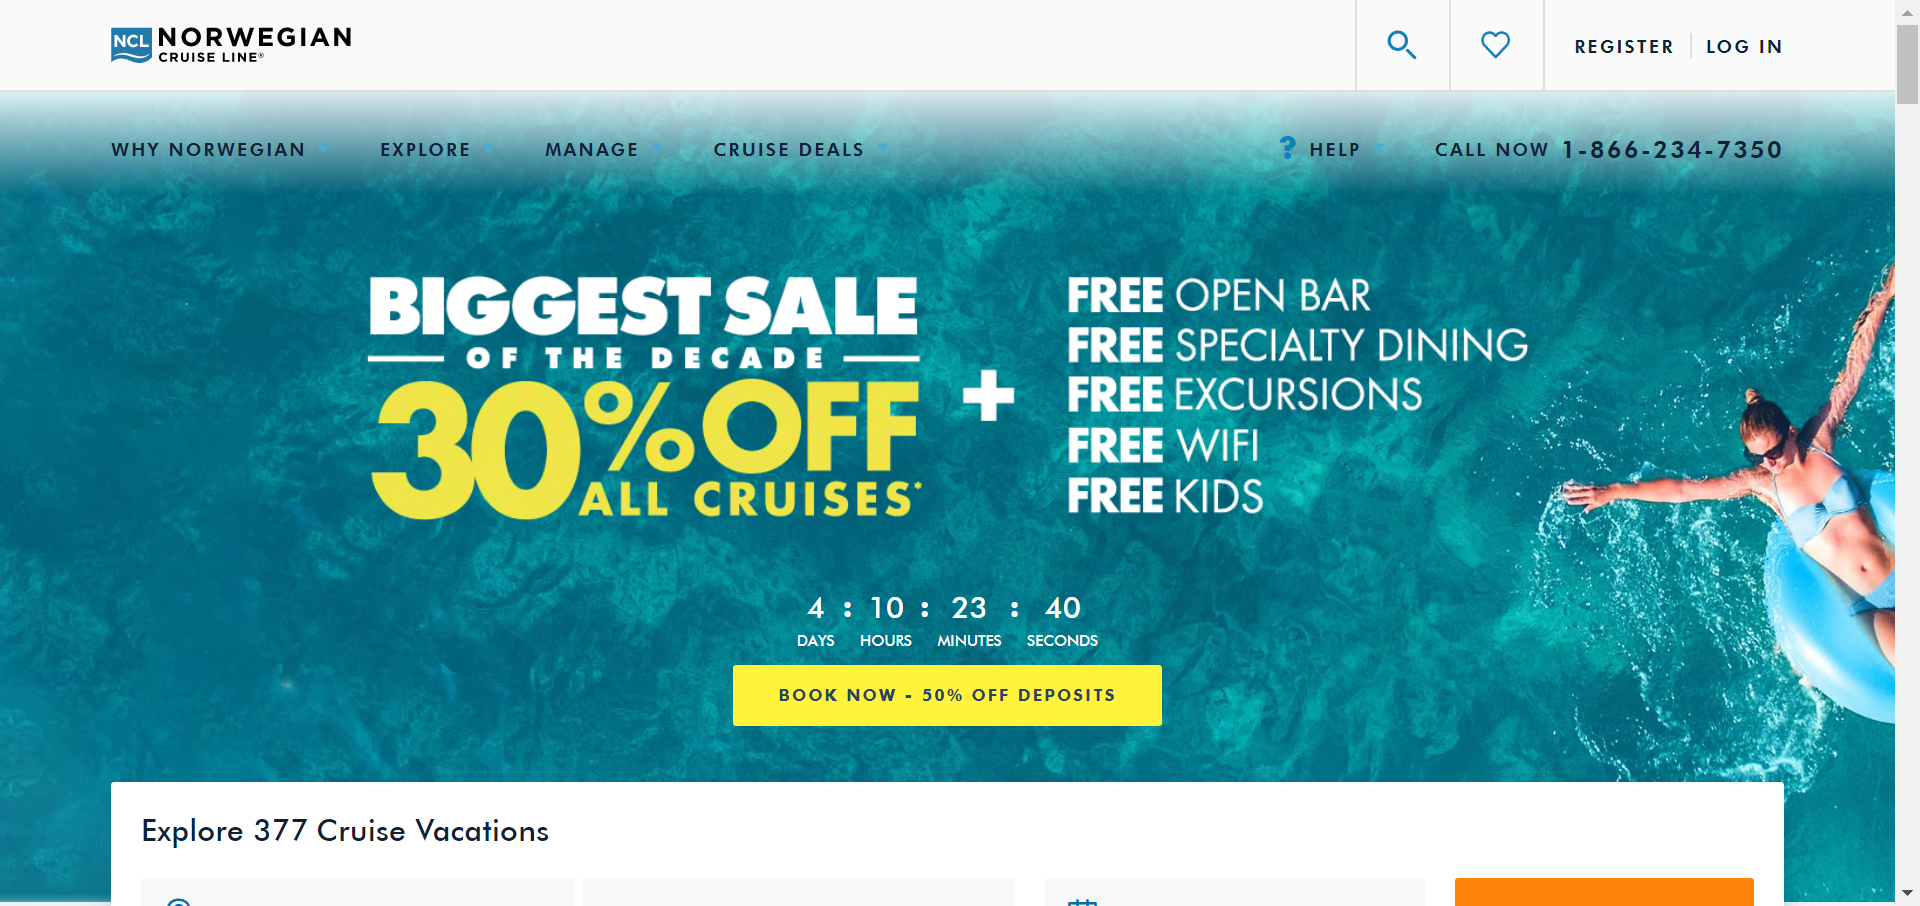 NCL NORWEGIAN
CRUISE LINE®
REGISTER
LOG IN
WHY NORWEGIAN
EXPLORE
MANAGE
CRUISE DEALS
? HELP
CALL NOW 1-866-234-7350
BIGGEST SALE
OF THE DECADE
30% OFF
ALL CRUISES*
+
FREE OPEN BAR
FREE SPECIALTY DINING
FREE EXCURSIONS
FREE WIFI
FREE KIDS
4 : 10 : 23 : 40
DAYS HOURS MINUTES SECONDS
BOOK NOW - 50% OFF DEPOSITS
Explore 377 Cruise Vacations